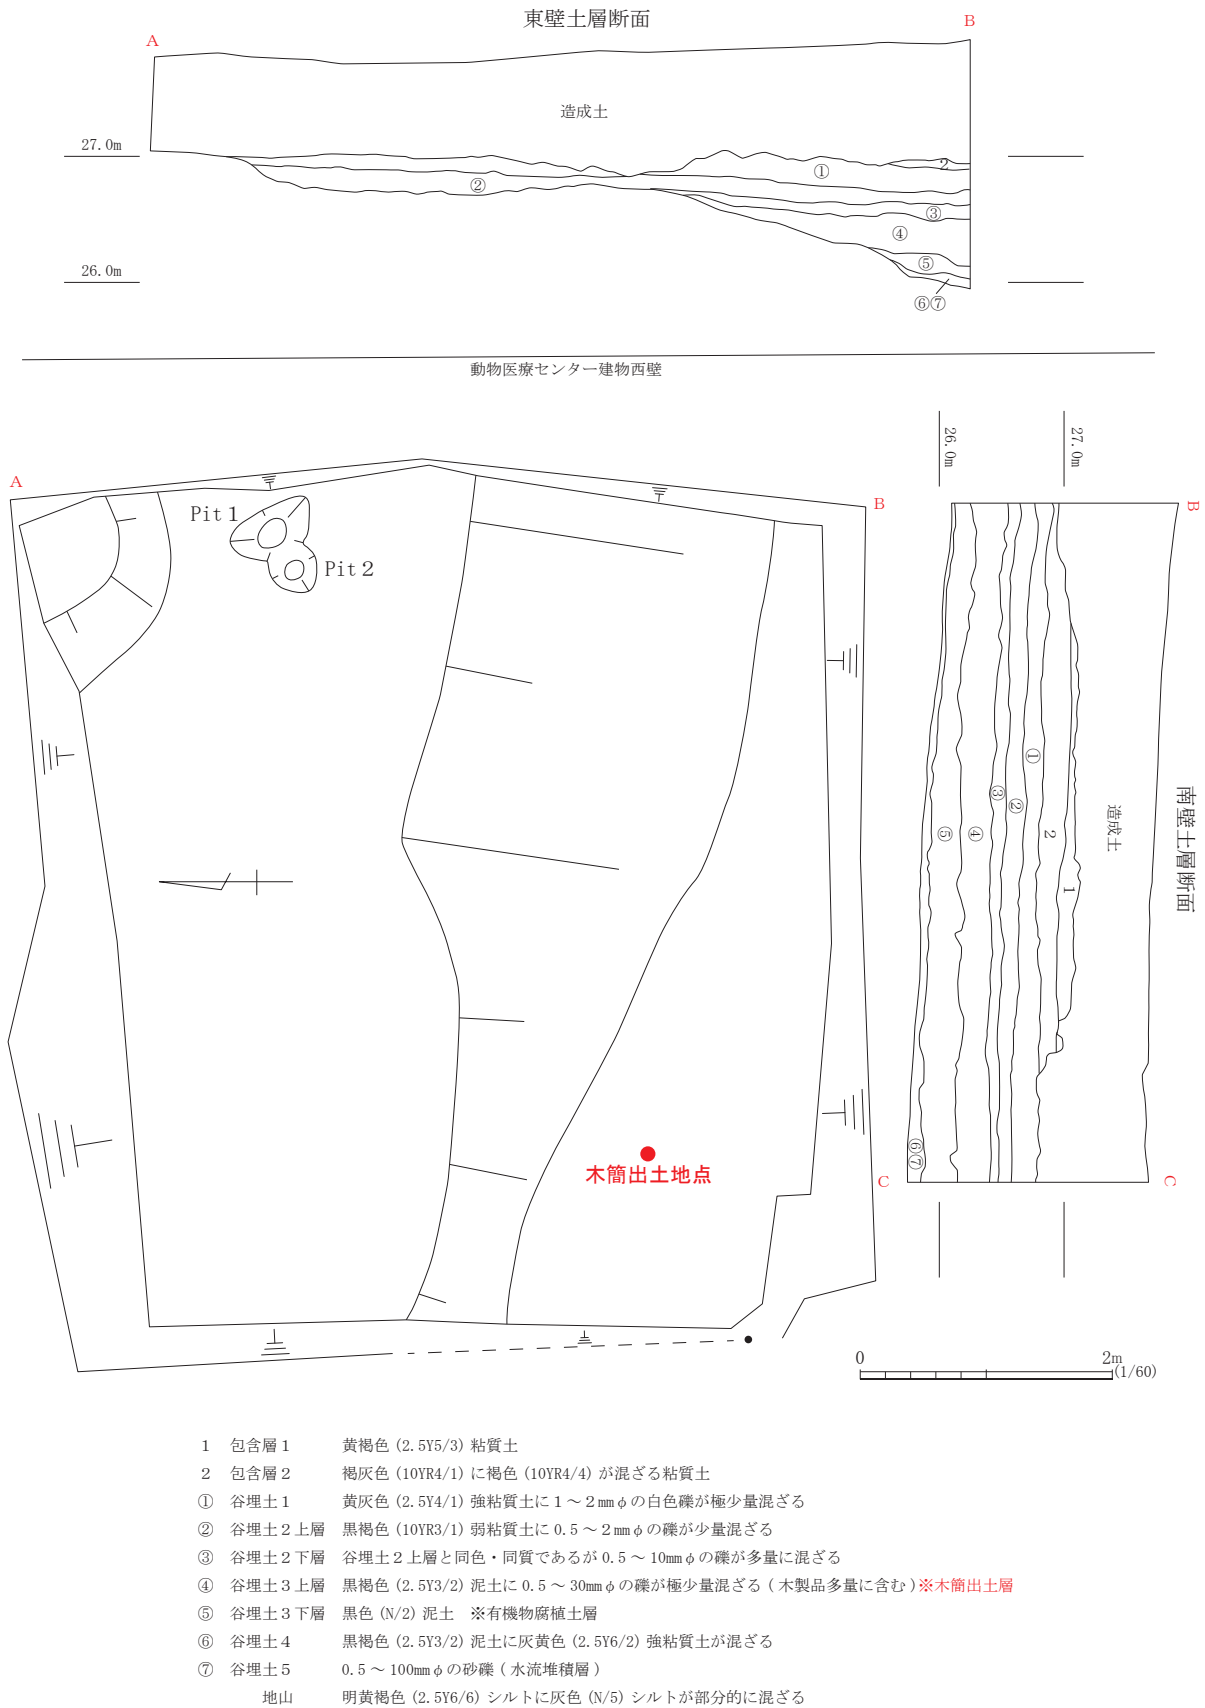 東壁土層断面
A
B
造成土
27.0m
2
①
②
③
④
26.0m
⑤
⑥⑦
動物医療センター建物西壁
26.0m
27.0m
A
B
B
Pit 1
Pit 2
①
③
②
南壁土層断面
造成土
⑤
④
2
1
木簡出土地点
⑥⑦
C
C
0
2m
(1/60)
1 包含層1 黄褐色 (2.5Y5/3) 粘質土
2 包含層2 褐灰色 (10YR4/1) に褐色 (10YR4/4) が混ざる粘質土
① 谷埋土1 黄灰色 (2.5Y4/1) 強粘質土に1～2㎜φの白色礫が極少量混ざる
② 谷埋土2上層 黒褐色 (10YR3/1) 弱粘質土に0.5～2㎜φの礫が少量混ざる
③ 谷埋土2下層 谷埋土2上層と同色・同質であるが0.5～10㎜φの礫が多量に混ざる
④ 谷埋土3上層 黒褐色 (2.5Y3/2) 泥土に0.5～30㎜φの礫が極少量混ざる (木製品多量に含む)※木簡出土層
⑤ 谷埋土3下層 黒色 (N/2) 泥土 ※有機物腐植土層
⑥ 谷埋土4 黒褐色 (2.5Y3/2) 泥土に灰黄色 (2.5Y6/2) 強粘質土が混ざる
⑦ 谷埋土5 0.5～100㎜φの砂礫 (水流堆積層)
地山 明黄褐色 (2.5Y6/6) シルトに灰色 (N/5) シルトが部分的に混ざる